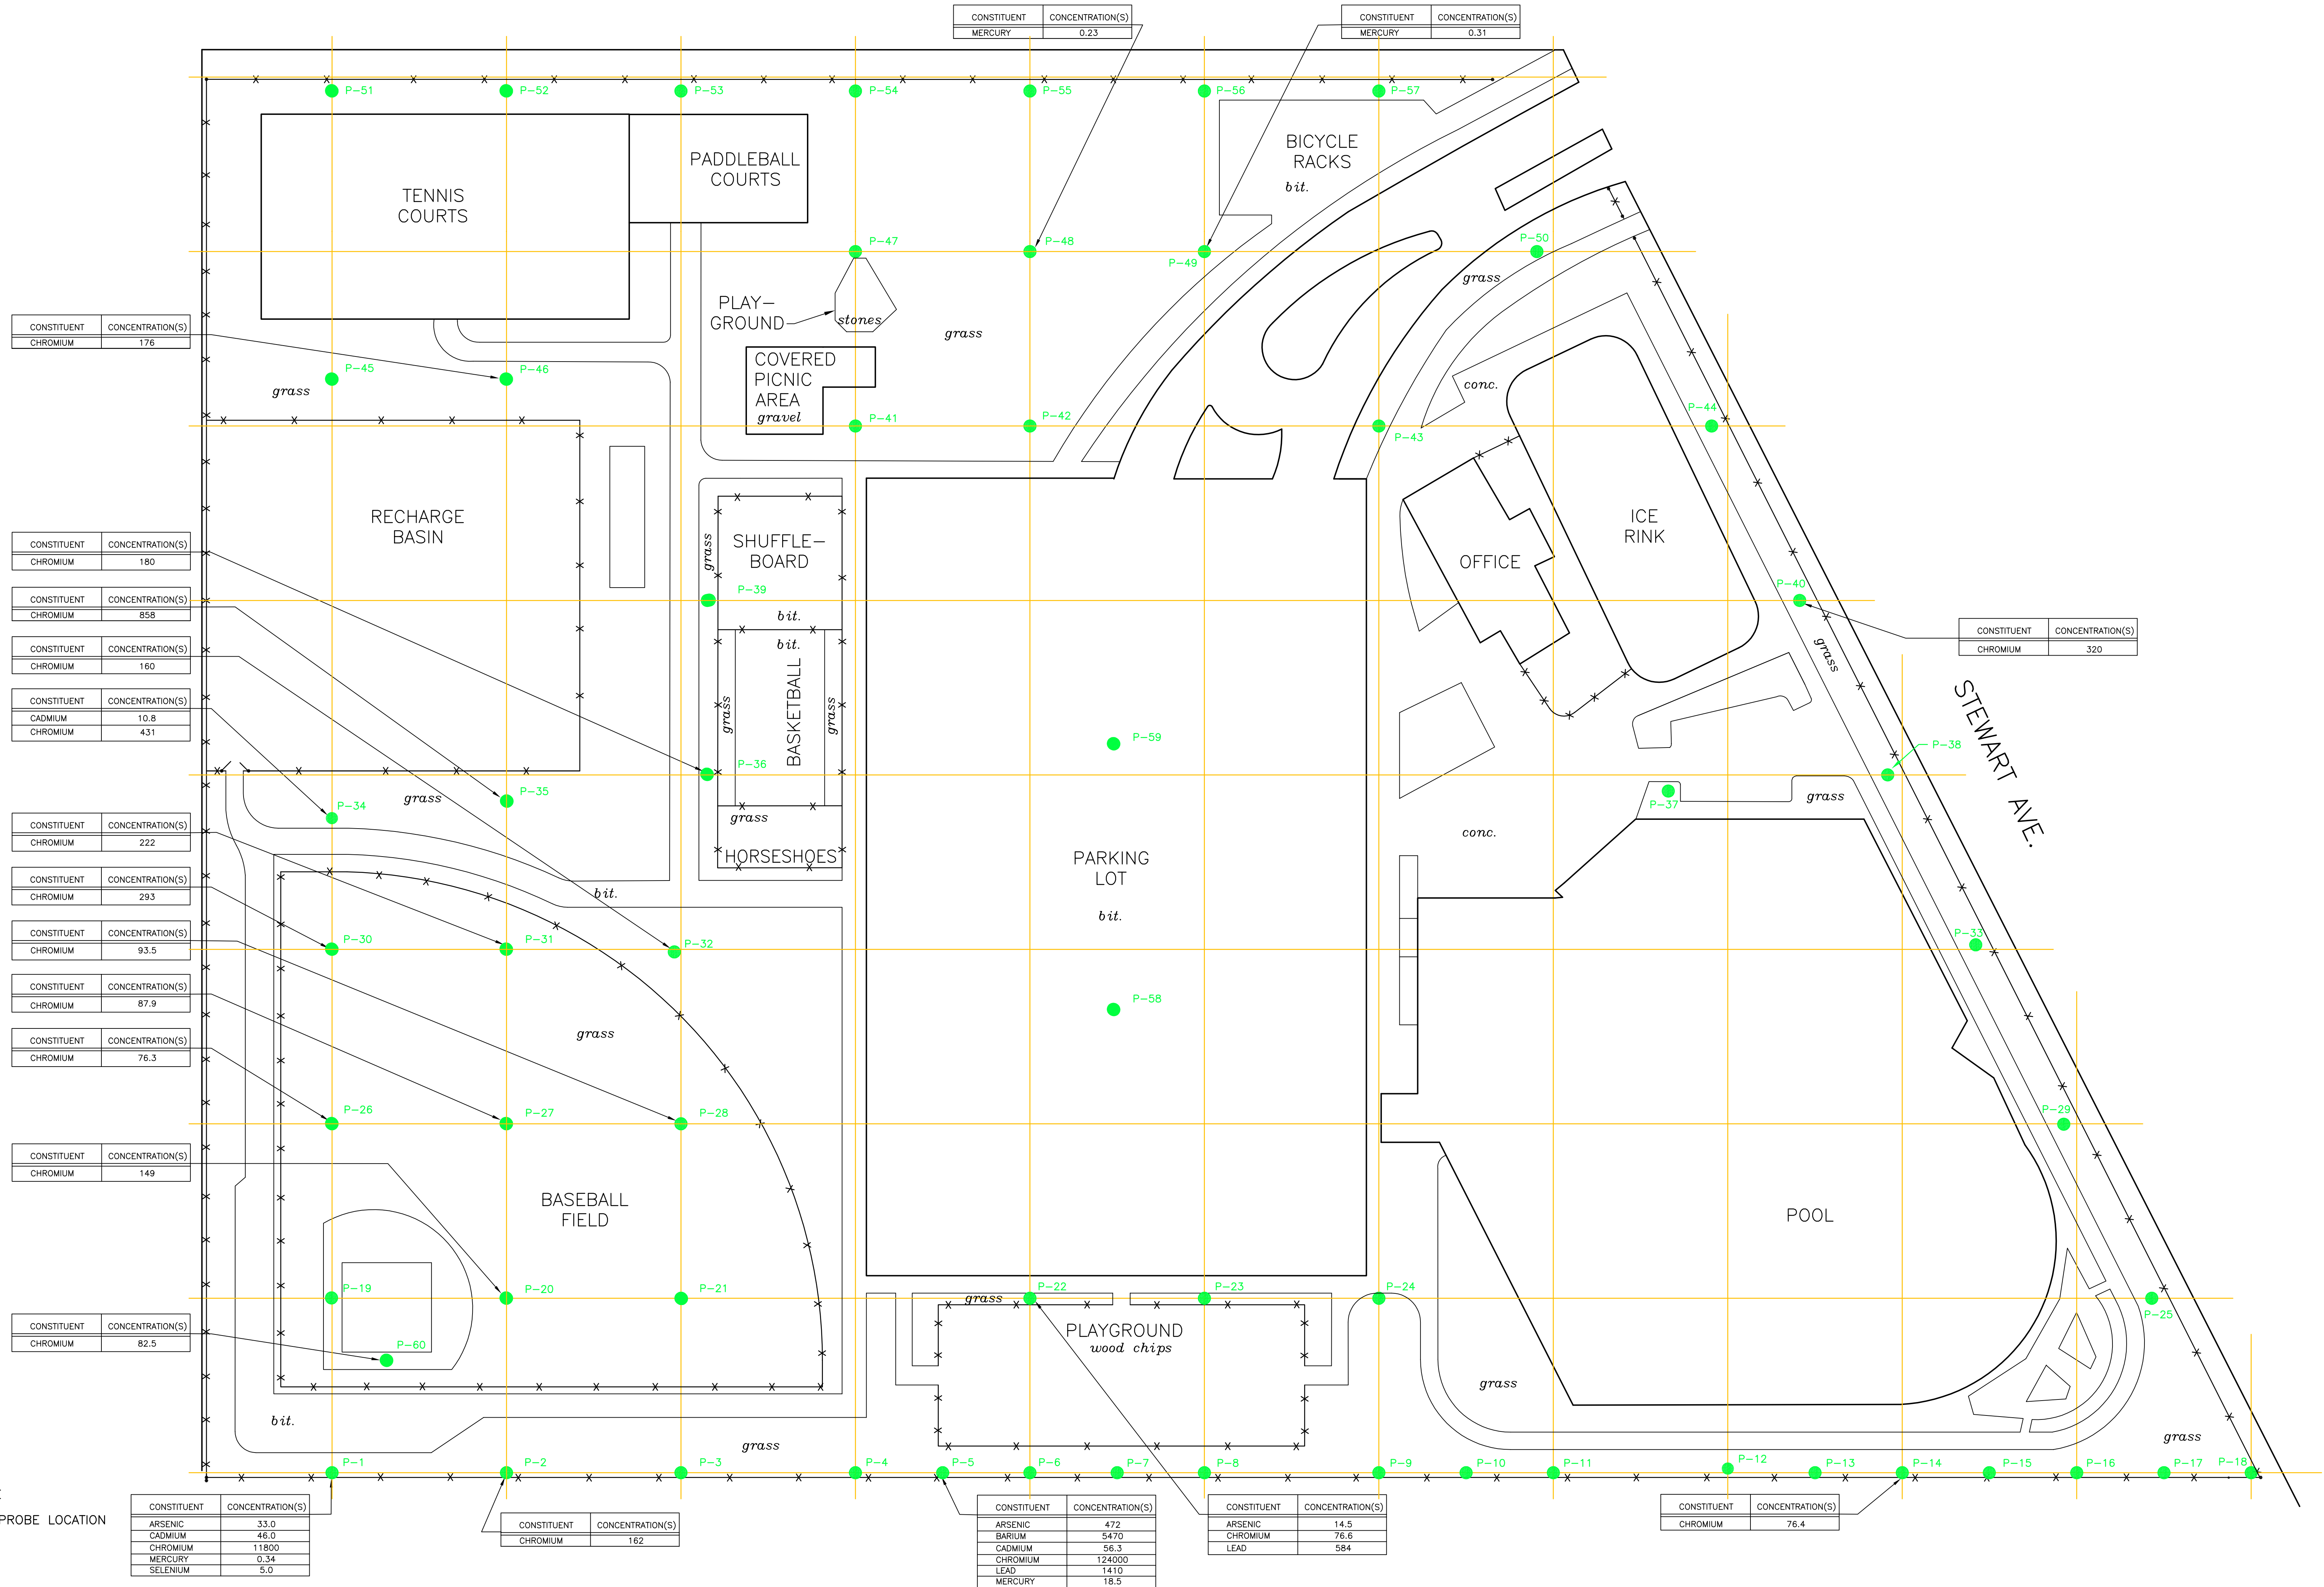 CONSTITUENT CONCENTRATION(S)
MERCURY 0.23
CONSTITUENT CONCENTRATION(S)
MERCURY 0.31
P-51
P-52
P-53
P-54
P-55
P-56
P-57
BICYCLE
RACKS
bit.
PADDLEBALL
COURTS
TENNIS
COURTS
P-47
P-48
P-49
P-50
grass
PLAY-
GROUND
stones
grass
CONSTITUENT CONCENTRATION(S)
CHROMIUM 176
P-45
P-46
grass
COVERED
PICNIC
AREA
gravel
P-41
P-42
P-43
conc.
P-44
RECHARGE
BASIN
grass
SHUFFLE-
BOARD
OFFICE
ICE
RINK
CONSTITUENT CONCENTRATION(S)
CHROMIUM 180
CONSTITUENT CONCENTRATION(S)
CHROMIUM 858
P-39
bit.
bit.
P-40
grass
CONSTITUENT CONCENTRATION(S)
CHROMIUM 320
CONSTITUENT CONCENTRATION(S)
CHROMIUM 160
CONSTITUENT CONCENTRATION(S)
CADMIUM 10.8
CHROMIUM 431
grass
BASKETBALL
grass
STEWART AVE.
P-59
P-38
P-36
P-37
grass
P-34
grass
P-35
grass
conc.
HORSESHOES
CONSTITUENT CONCENTRATION(S)
CHROMIUM 222
PARKING
LOT
bit.
bit.
CONSTITUENT CONCENTRATION(S)
CHROMIUM 293
CONSTITUENT CONCENTRATION(S)
CHROMIUM 93.5
P-30
P-31
P-32
P-33
CONSTITUENT CONCENTRATION(S)
CHROMIUM 87.9
P-58
grass
CONSTITUENT CONCENTRATION(S)
CHROMIUM 76.3
P-26
P-27
P-28
P-29
CONSTITUENT CONCENTRATION(S)
CHROMIUM 149
BASEBALL
FIELD
POOL
P-19
P-20
P-21
P-22
P-23
P-24
P-25
grass
CONSTITUENT CONCENTRATION(S)
CHROMIUM 82.5
P-60
PLAYGROUND
wood chips
grass
bit.
grass
grass
P-1
P-2
P-3
P-4
P-5
P-6
P-7
P-8
P-9
P-10
P-11
P-12
P-13
P-14
P-15
P-16
P-17
P-18
PROBE LOCATION
CONSTITUENT CONCENTRATION(S)
ARSENIC 33.0
CADMIUM 46.0
CHROMIUM 11800
MERCURY 0.34
SELENIUM 5.0
CONSTITUENT CONCENTRATION(S)
CHROMIUM 162
CONSTITUENT CONCENTRATION(S)
ARSENIC 472
BARIUM 5470
CADMIUM 56.3
CHROMIUM 124000
LEAD 1410
MERCURY 18.5
CONSTITUENT CONCENTRATION(S)
ARSENIC 14.5
CHROMIUM 76.6
LEAD 584
CONSTITUENT CONCENTRATION(S)
CHROMIUM 76.4